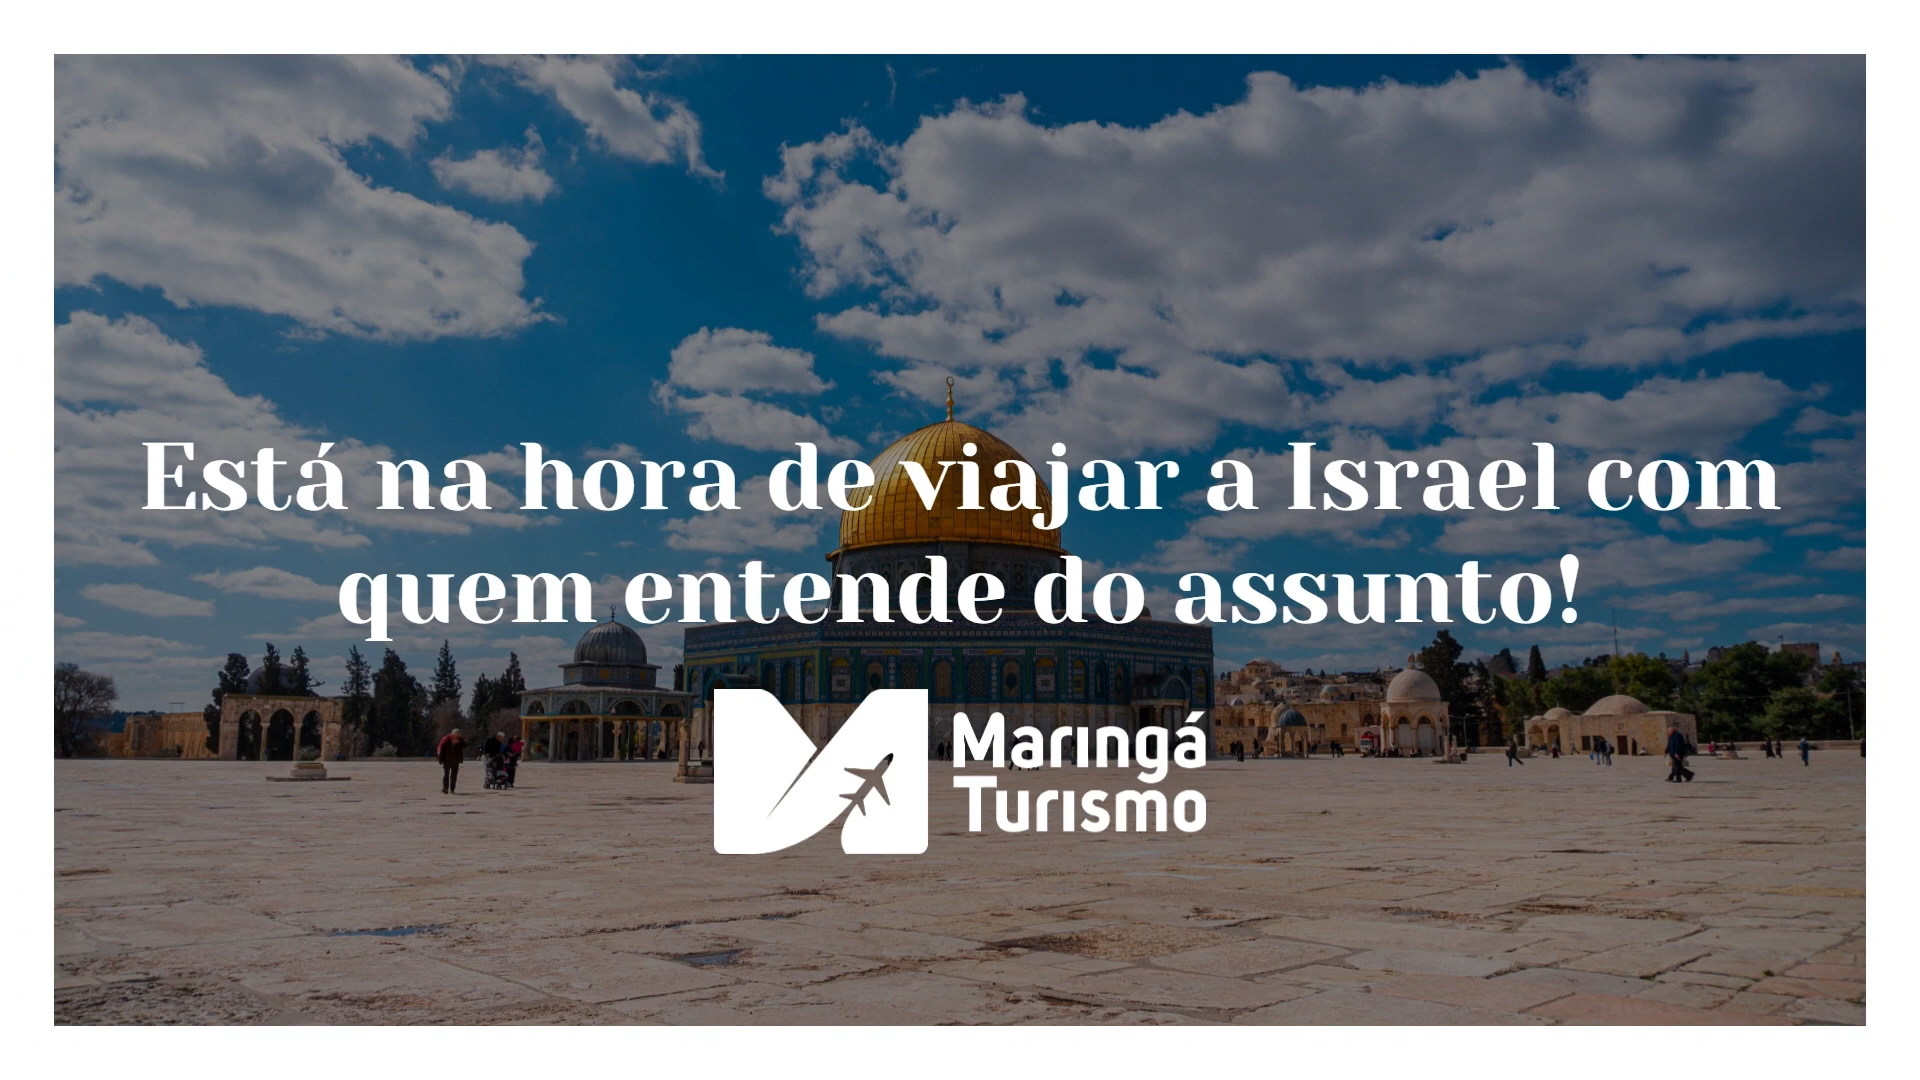 Está na hora de viajar a Israel com
quem entende do assunto!
Maringá
Turismo